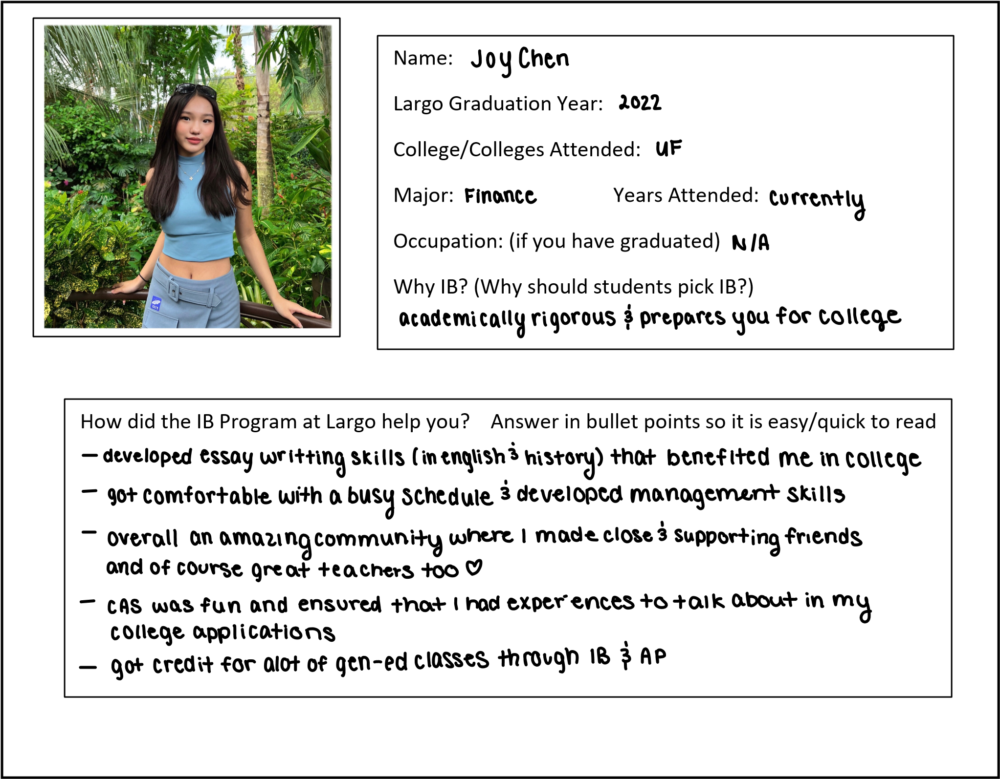 Name: Joy Chen
Largo Graduation Year: 2022
College/Colleges Attended: UF
Major: Finance Years Attended: currently
Occupation: (if you have graduated) N/A
Why IB? (Why should students pick IB?)
academically rigorous & prepares you for college
How did the IB Program at Largo help you? Answer in bullet points so it is easy/quick to read
— developed essay writting skills (in english & history) that benefited me in college
— got comfortable with a busy schedule & developed management skills
— overall an amazing community where I made close & supporting friends
and of course great teachers too ♡
— CAS was fun and ensured that I had experiences to talk about in my
college applications
— got credit for alot of gen-ed classes through IB & AP